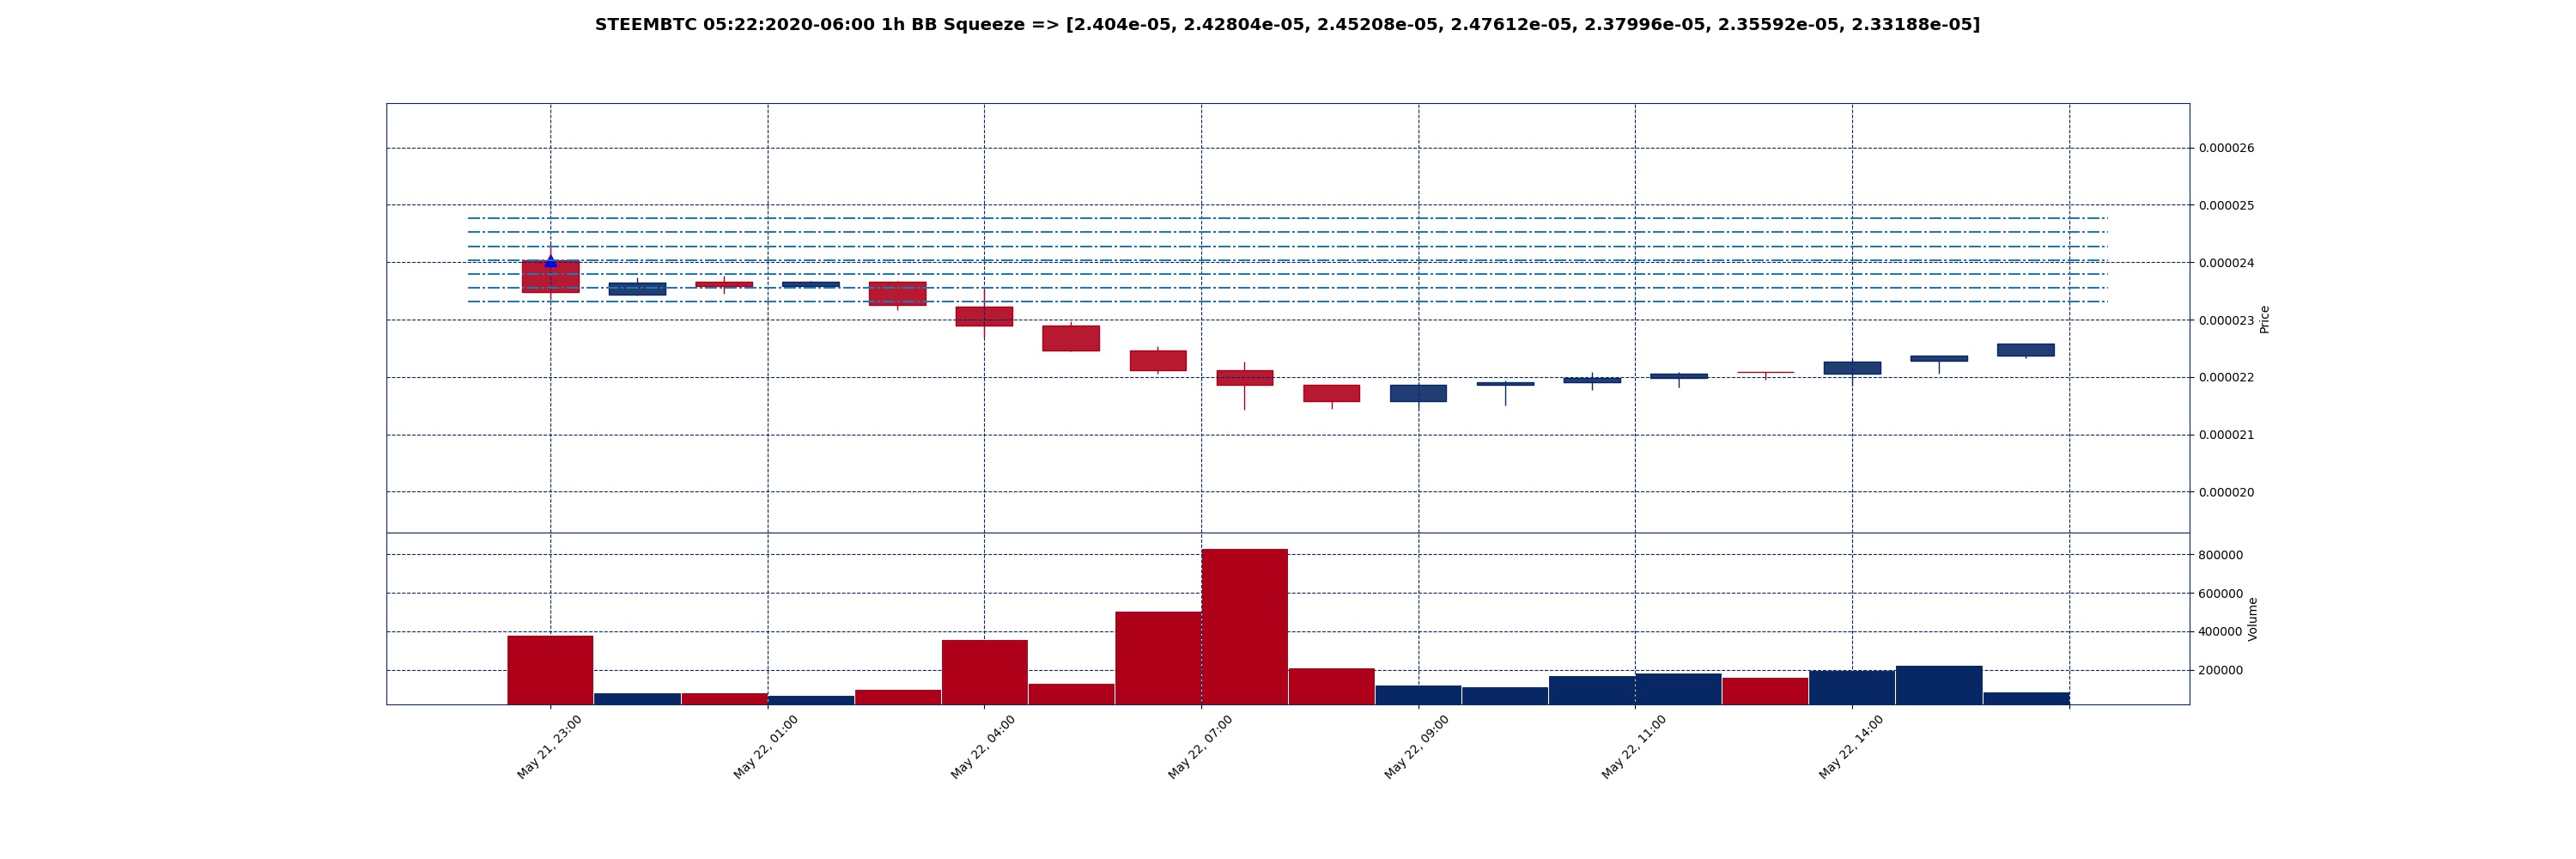 STEEMBTC 05:22:2020-06:00 1h BB Squeeze => [2.404e-05, 2.42804e-05, 2.45208e-05, 2.47612e-05, 2.37996e-05, 2.35592e-05, 2.33188e-05]
0.000026
0.000025
0.000024
0.000023
0.000022
0.000021
0.000020
Price
800000
600000
400000
200000
Volume
May 21, 23:00
May 22, 01:00
May 22, 04:00
May 22, 07:00
May 22, 09:00
May 22, 11:00
May 22, 14:00